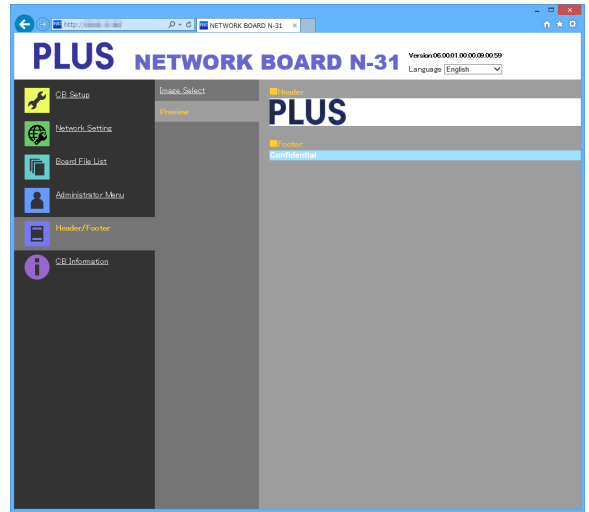 http://
NETWORK BOARD N-31
PLUS NETWORK BOARD N-31
Version 06.00.01.00.00.09.00.59
Language English
CB Setup
Network Setting
Board File List
Administrator Menu
Header/Footer
CB Information
Image Select
Preview
Header
PLUS
Footer
Confidential